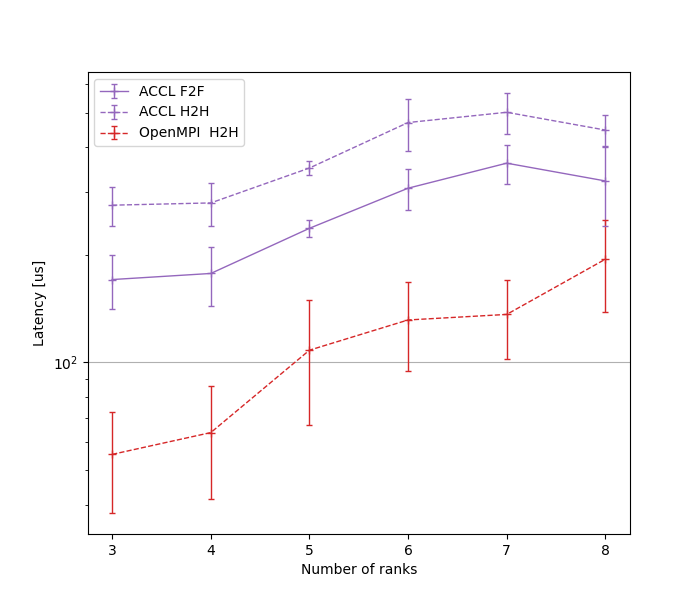 ACCL F2F
ACCL H2H
OpenMPI  H2H
Latency [us]
10²
3 4 5 6 7 8
Number of ranks